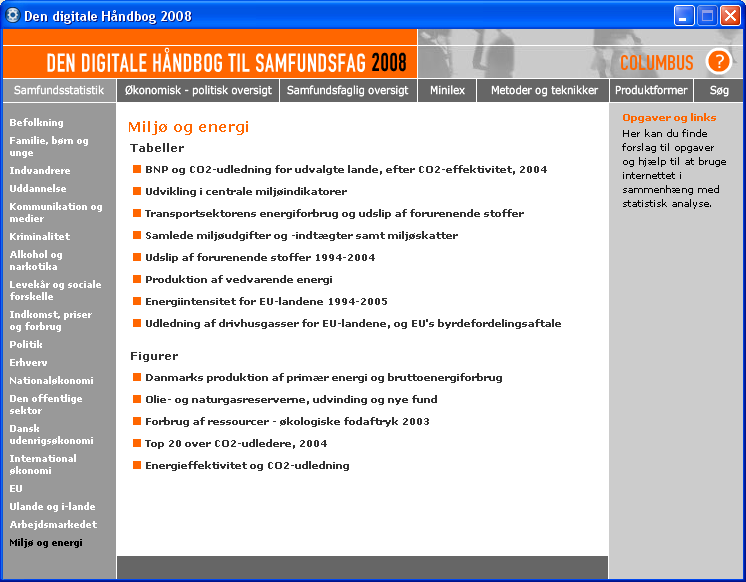 Den digitale Håndbog 2008
DEN DIGITALE HÅNDBOG TIL SAMFUNDSFAG 2008
COLUMBUS ?
Samfundsstatistik
Økonomisk - politisk oversigt
Samfundsfaglig oversigt
Minilex
Metoder og teknikker
Produktformer
Søg
Befolkning
Familie, børn og
unge
Indvandrere
Uddannelse
Kommunikation og
medier
Kriminalitet
Alkohol og
narkotika
Levekår og sociale
forskelle
Indkomst, priser
og forbrug
Politik
Erhverv
Nationaløkonomi
Den offentlige
sektor
Dansk
udenrigsøkonomi
International
økonomi
EU
Ulande og i-lande
Arbejdsmarkedet
Miljø og energi
Miljø og energi
Tabeller
BNP og CO2-udledning for udvalgte lande, efter CO2-effektivitet, 2004
Udvikling i centrale miljøindikatorer
Transportsektorens energiforbrug og udslip af forurenende stoffer
Samlede miljøudgifter og -indtægter samt miljøskatter
Udslip af forurenende stoffer 1994-2004
Produktion af vedvarende energi
Energiintensitet for EU-landene 1994-2005
Udledning af drivhusgasser for EU-landene, og EU's byrdefordelingsaftale
Figurer
Danmarks produktion af primær energi og bruttoenergiforbrug
Olie- og naturgasreserverne, udvinding og nye fund
Forbrug af ressourcer - økologiske fodaftryk 2003
Top 20 over CO2-udledere, 2004
Energieffektivitet og CO2-udledning
Opgaver og links
Her kan du finde
forslag til opgaver
og hjælp til at bruge
internettet i
sammenhæng med
statistisk analyse.